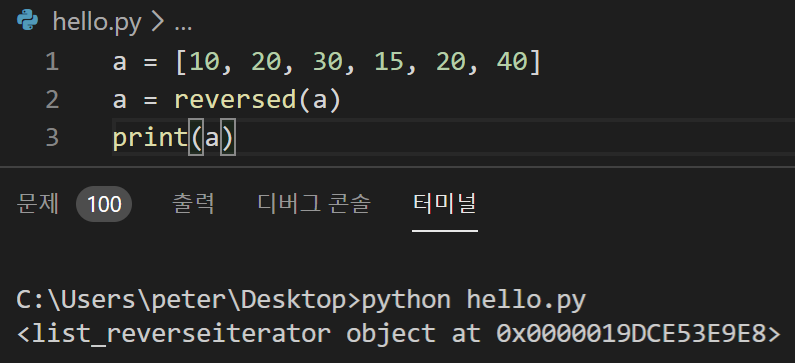 hello.py > ...
1 a = [10, 20, 30, 15, 20, 40]
2 a = reversed(a)
3 print(a)
문제 100 출력 디버그 콘솔 터미널
C:\Users\peter\Desktop>python hello.py
<list_reverseiterator object at 0x0000019DCE53E9E8>